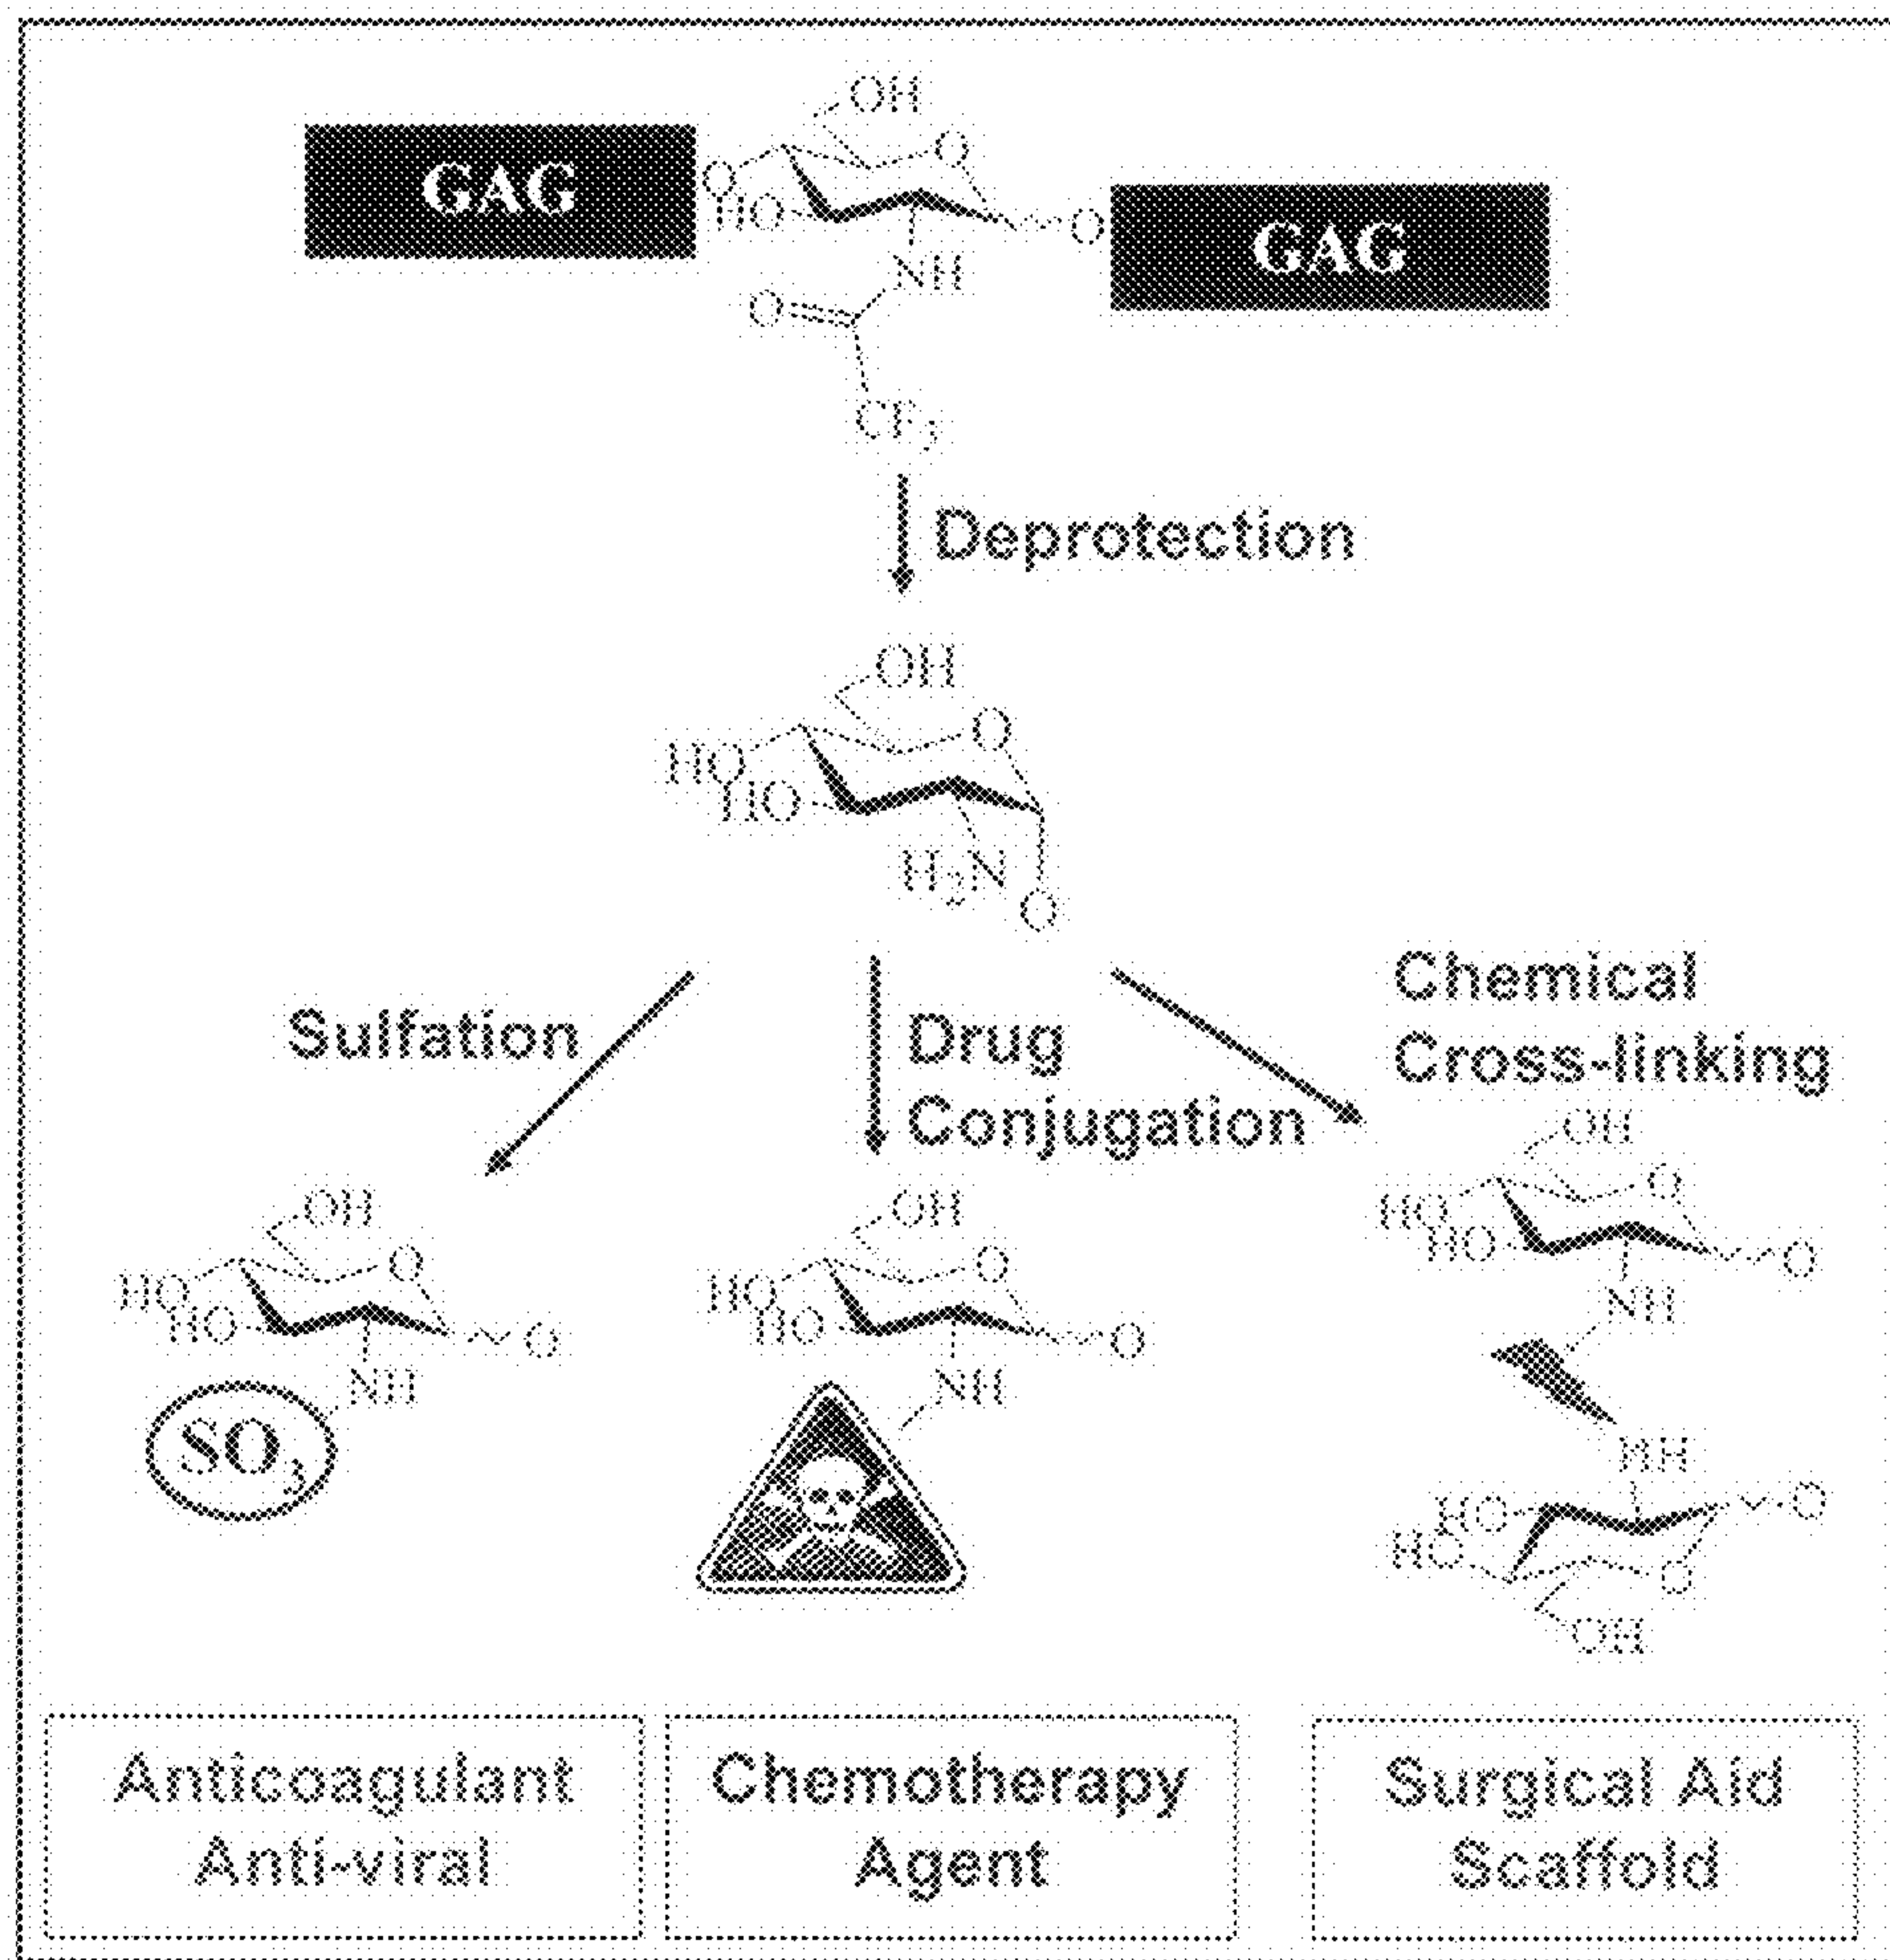 OH
GAG
O
O
HO
O
GAG
NH
O
CF3
Deprotection
OH
O
HO
HO
H2N
O
Sulfation
Drug
Conjugation
Chemical
Cross-linking
OH
O
HO
HO
O
NH
SO3
OH
O
HO
HO
O
NH
OH
O
HO
HO
O
NH
NH
HO
O
HO
O
OH
Anticoagulant
Anti-viral
Chemotherapy
Agent
Surgical Aid
Scaffold